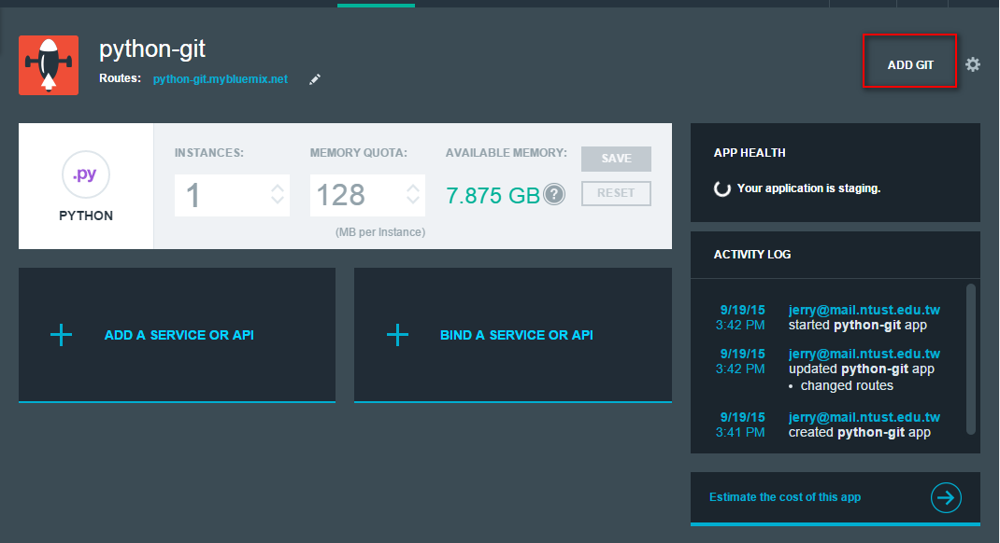 python-git
Routes: python-git.mybluemix.net
ADD GIT
.py
PYTHON
INSTANCES:
1
MEMORY QUOTA:
128
(MB per Instance)
AVAILABLE MEMORY:
7.875 GB ?
SAVE
RESET
ADD A SERVICE OR API
BIND A SERVICE OR API
APP HEALTH
Your application is staging.
ACTIVITY LOG
9/19/15 jerry@mail.ntust.edu.tw
3:42 PM started python-git app
9/19/15 jerry@mail.ntust.edu.tw
3:42 PM updated python-git app
• changed routes
9/19/15 jerry@mail.ntust.edu.tw
3:41 PM created python-git app
Estimate the cost of this app